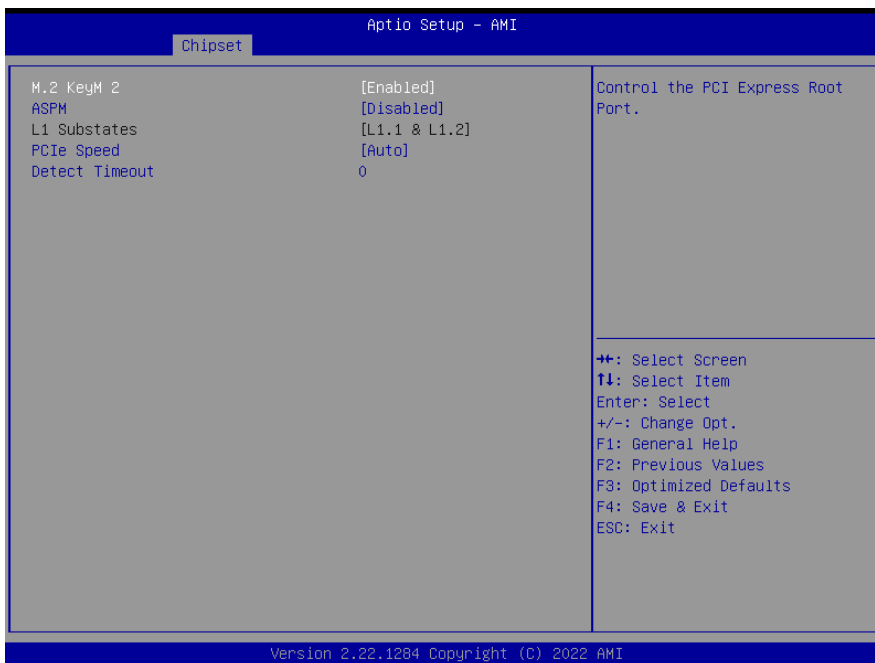 Aptio Setup – AMI
Chipset
M.2 KeyM 2 [Enabled]
ASPM [Disabled]
L1 Substates [L1.1 & L1.2]
PCIe Speed [Auto]
Detect Timeout 0
Control the PCI Express Root
Port.
→←: Select Screen
↑↓: Select Item
Enter: Select
+/-: Change Opt.
F1: General Help
F2: Previous Values
F3: Optimized Defaults
F4: Save & Exit
ESC: Exit
Version 2.22.1284 Copyright (C) 2022 AMI